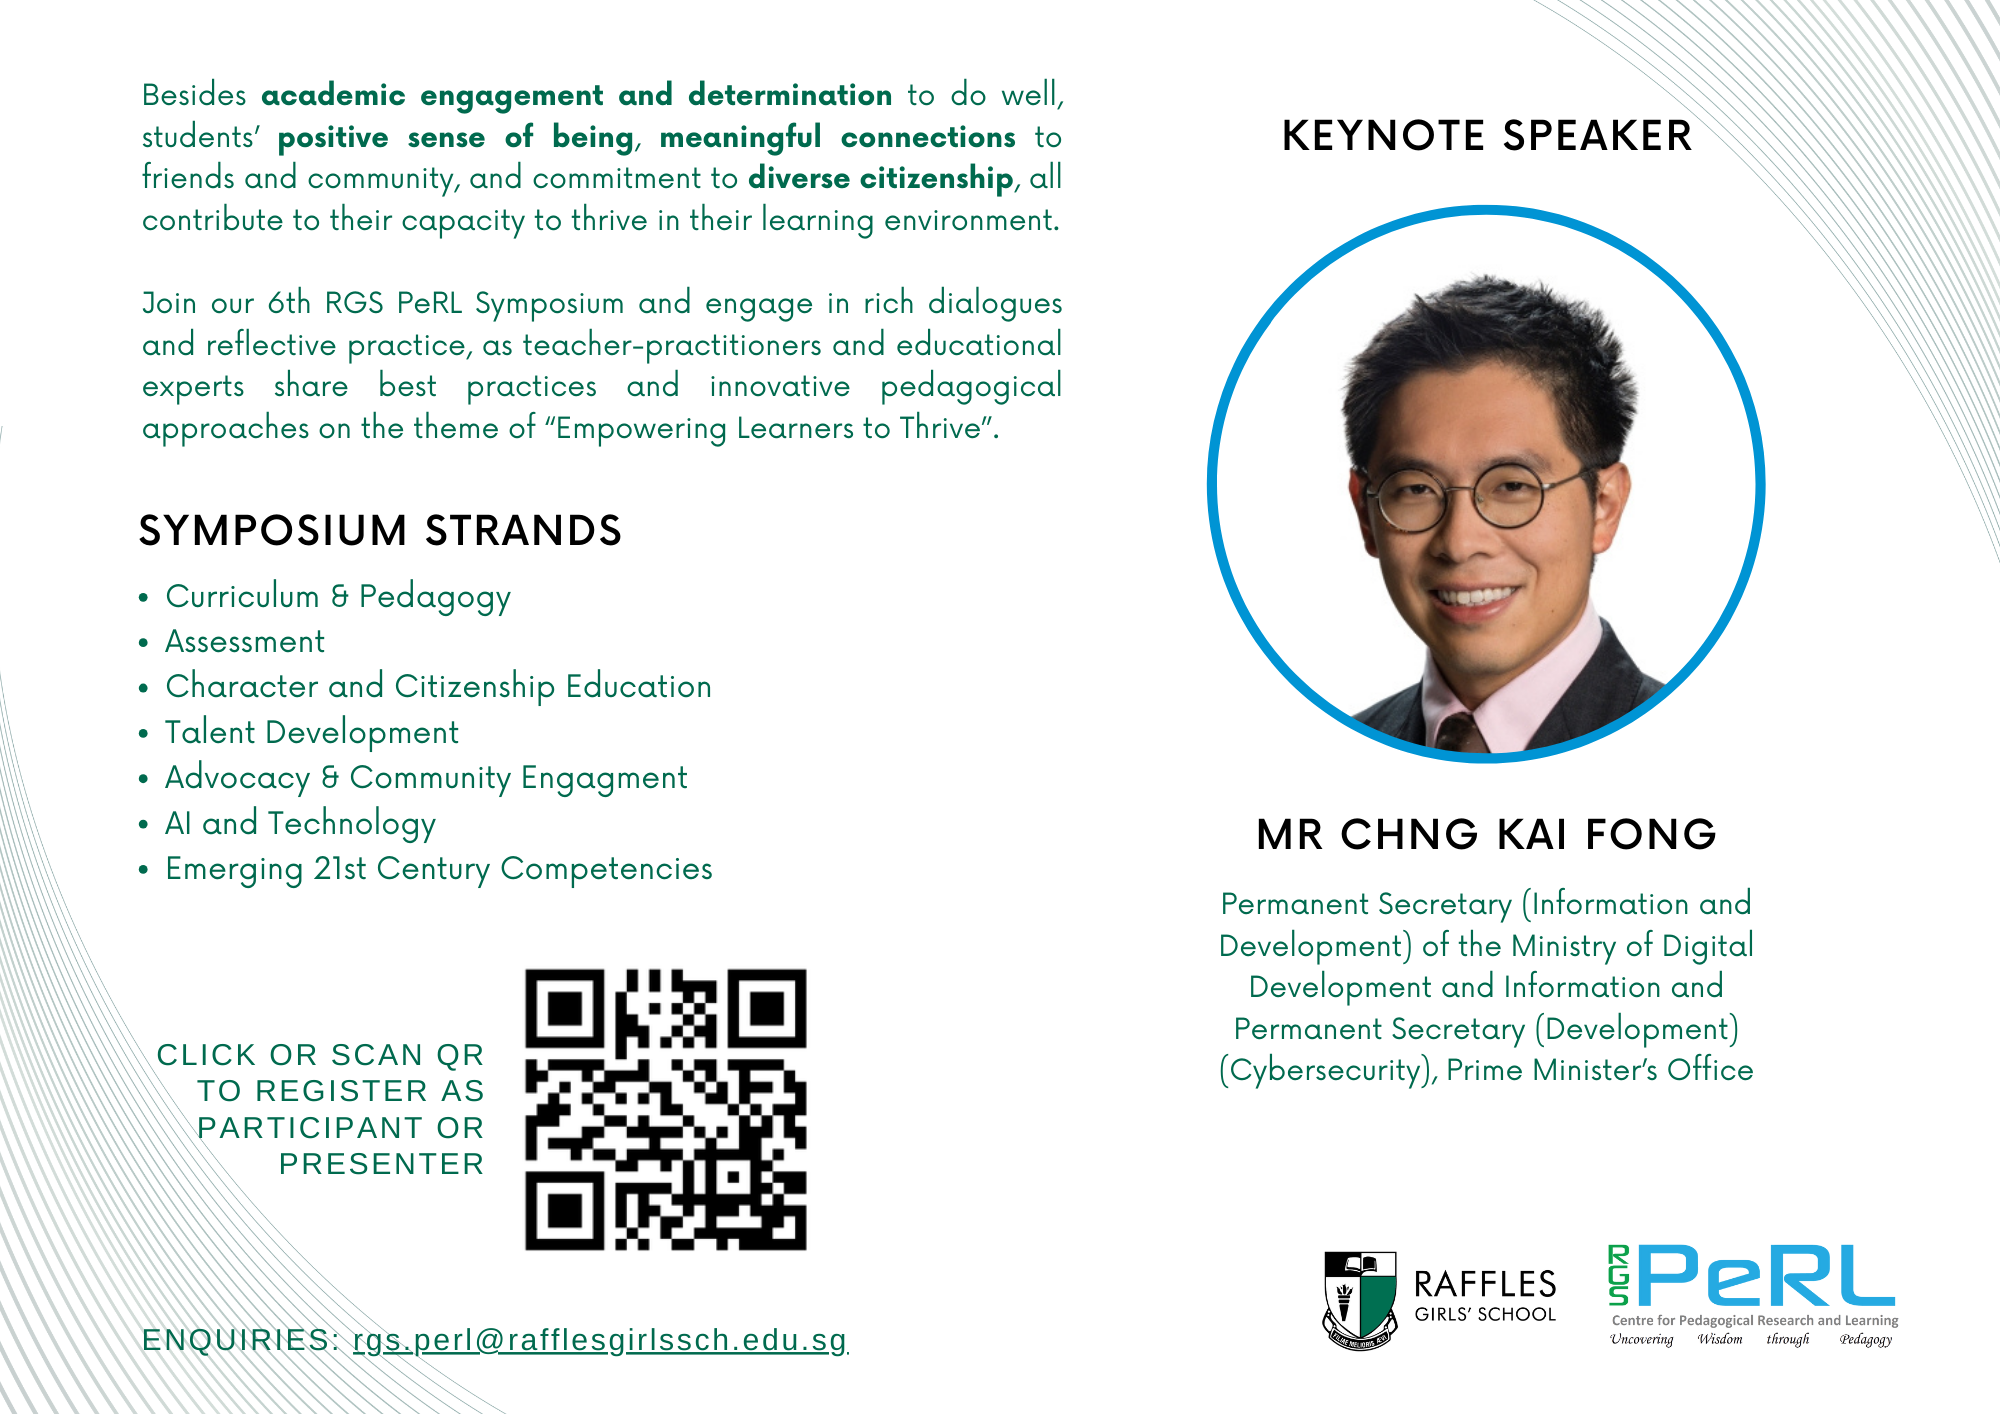 Besides academic engagement and determination to do well,
students’ positive sense of being, meaningful connections to
friends and community, and commitment to diverse citizenship, all
contribute to their capacity to thrive in their learning environment.
Join our 6th RGS PeRL Symposium and engage in rich dialogues
and reflective practice, as teacher-practitioners and educational
experts share best practices and innovative pedagogical
approaches on the theme of “Empowering Learners to Thrive”.
SYMPOSIUM STRANDS
• Curriculum & Pedagogy
• Assessment
• Character and Citizenship Education
• Talent Development
• Advocacy & Community Engagment
• AI and Technology
• Emerging 21st Century Competencies
CLICK OR SCAN QR
TO REGISTER AS
PARTICIPANT OR
PRESENTER
ENQUIRIES: rgs.perl@rafflesgirlssch.edu.sg
KEYNOTE SPEAKER
MR CHNG KAI FONG
Permanent Secretary (Information and
Development) of the Ministry of Digital
Development and Information and
Permanent Secretary (Development)
(Cybersecurity), Prime Minister’s Office
RAFFLES
GIRLS’ SCHOOL
FILIAE MELIORIS AEVI
RGS PeRL
Centre for Pedagogical Research and Learning
Uncovering Wisdom through Pedagogy